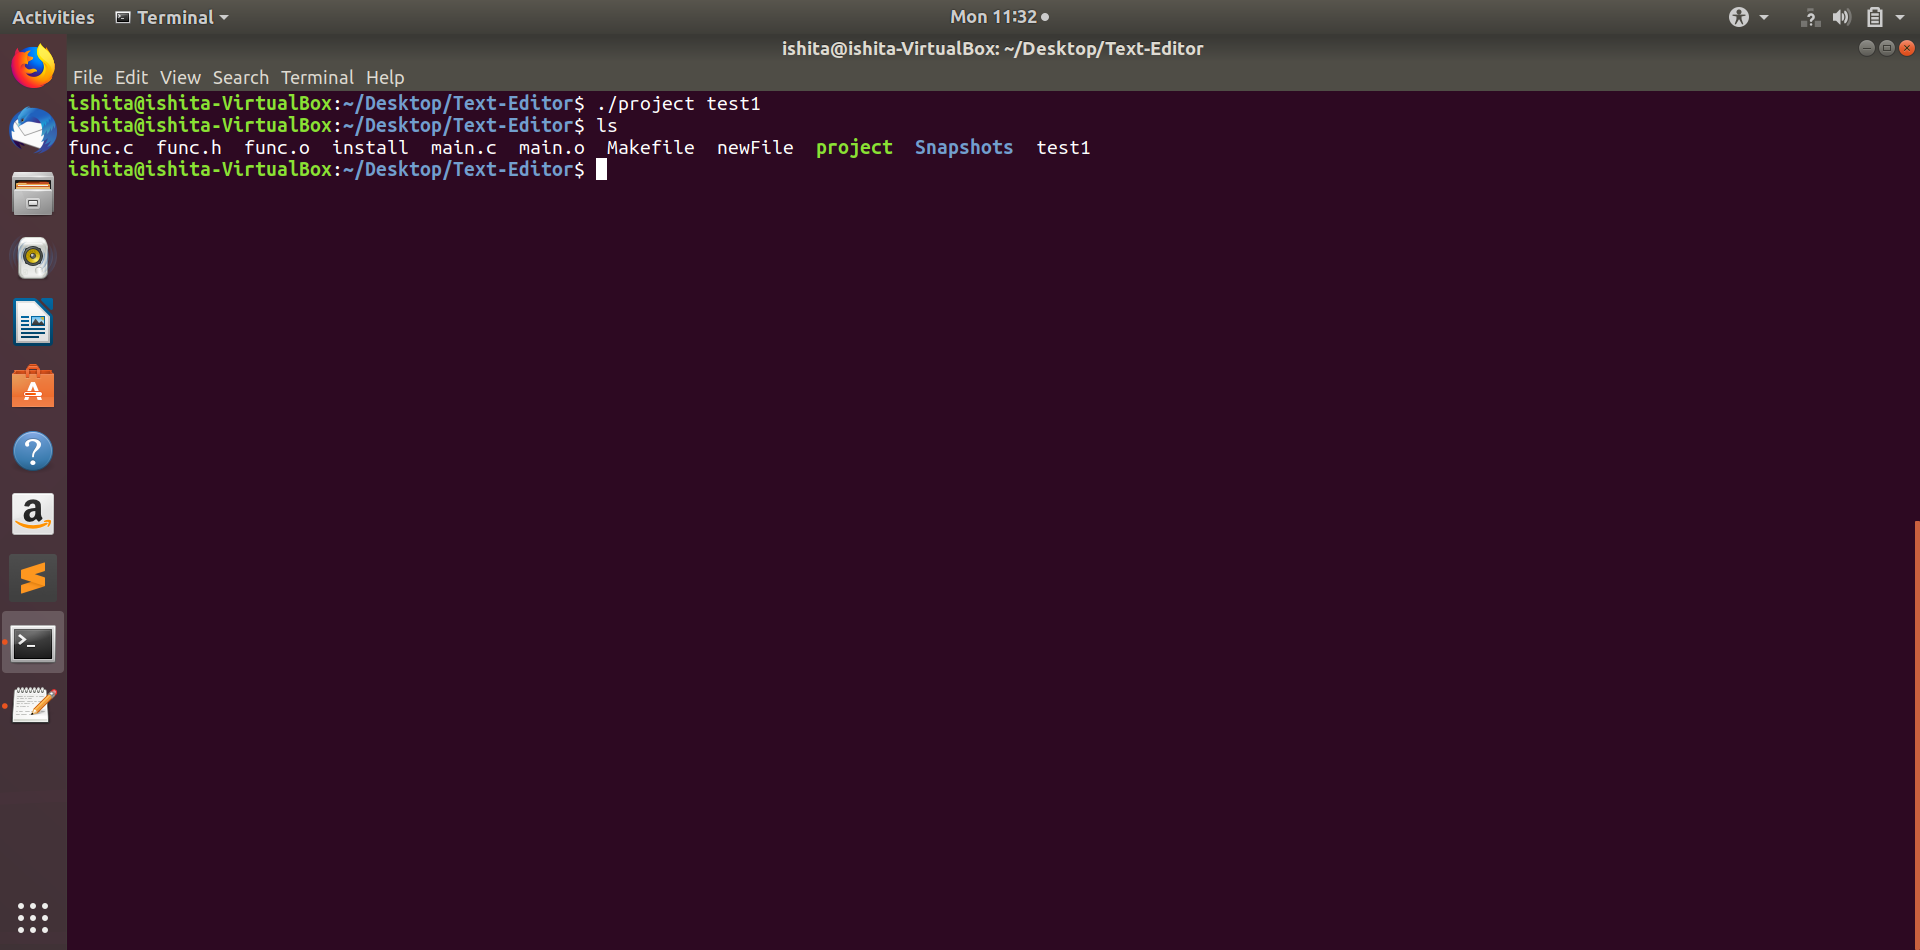 Activities Terminal Mon 11:32
ishita@ishita-VirtualBox: ~/Desktop/Text-Editor
File Edit View Search Terminal Help
ishita@ishita-VirtualBox:~/Desktop/Text-Editor$ ./project test1
ishita@ishita-VirtualBox:~/Desktop/Text-Editor$ ls
func.c func.h func.o install main.c main.o Makefile newFile project Snapshots test1
ishita@ishita-VirtualBox:~/Desktop/Text-Editor$